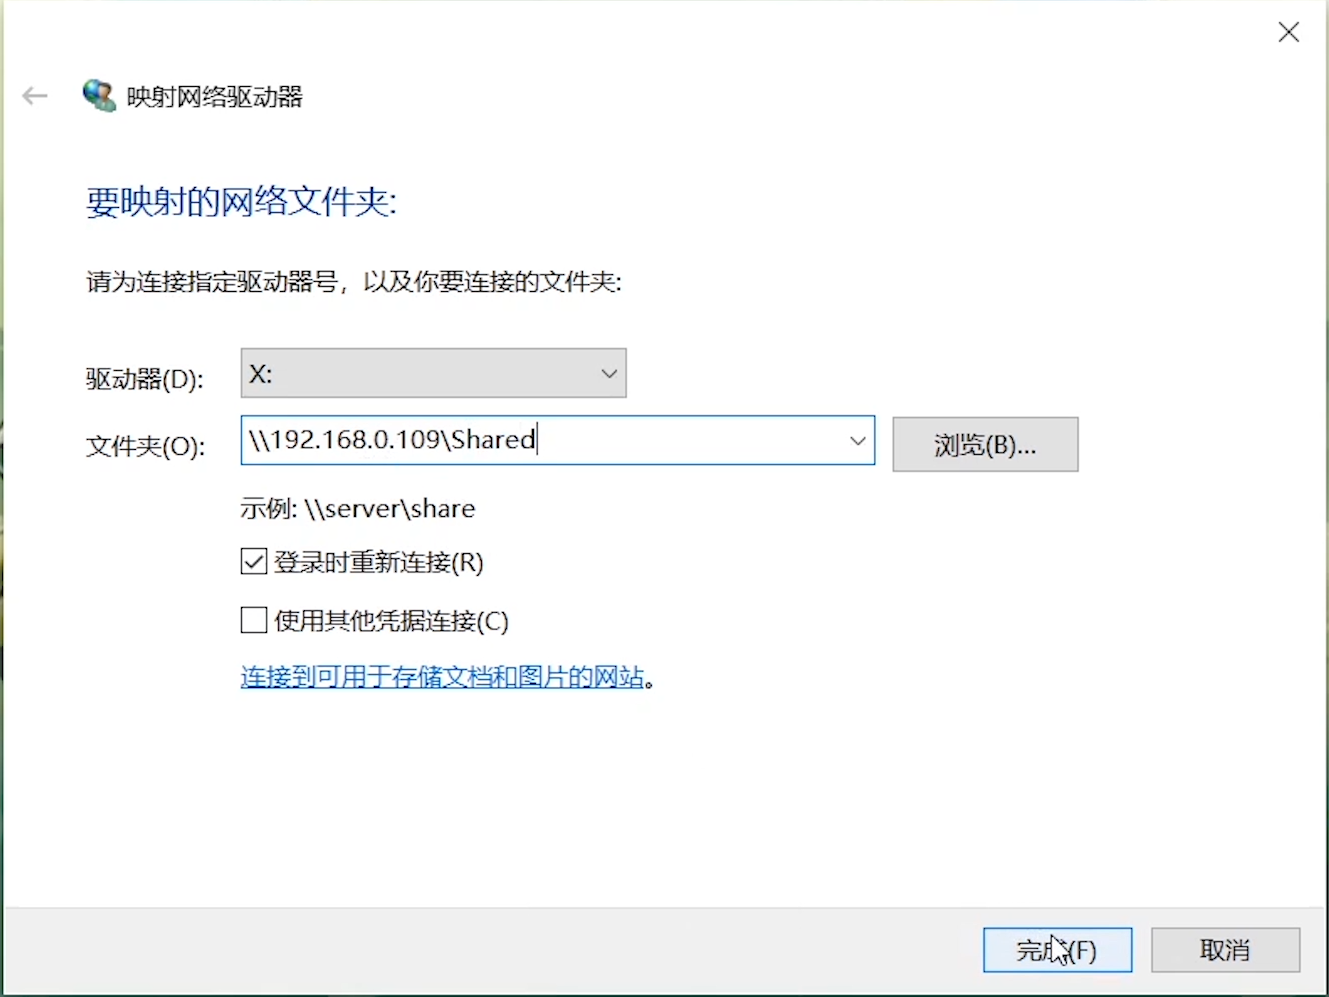 映射网络驱动器
要映射的网络文件夹:
请为连接指定驱动器号，以及你要连接的文件夹:
驱动器(D): X:
文件夹(O): \\192.168.0.109\Shared 浏览(B)...
示例: \\server\share
登录时重新连接(R)
使用其他凭据连接(C)
连接到可用于存储文档和图片的网站。
完成(F) 取消